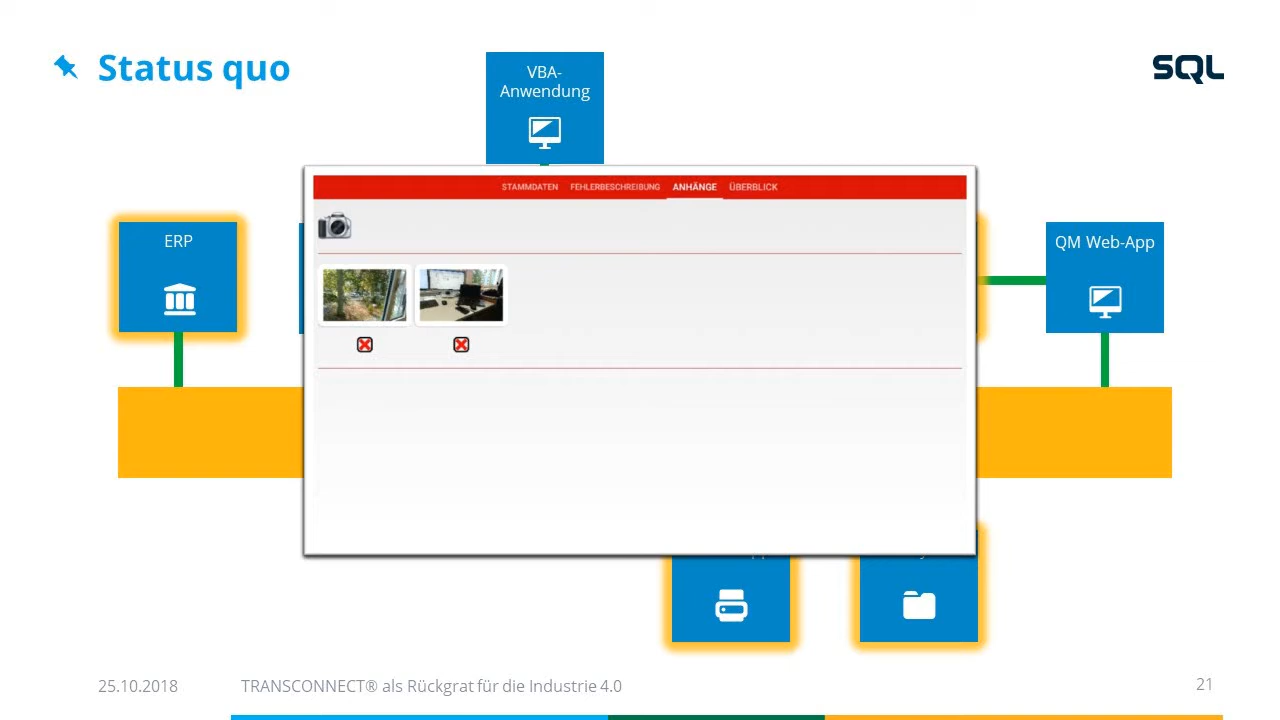 Status quo
VBA-
Anwendung
SQL
STAMMDATEN FEHLERBESCHREIBUNG ANHÄNGE ÜBERBLICK
ERP
QM Web-App
25.10.2018
TRANSCONNECT® als Rückgrat für die Industrie 4.0
21